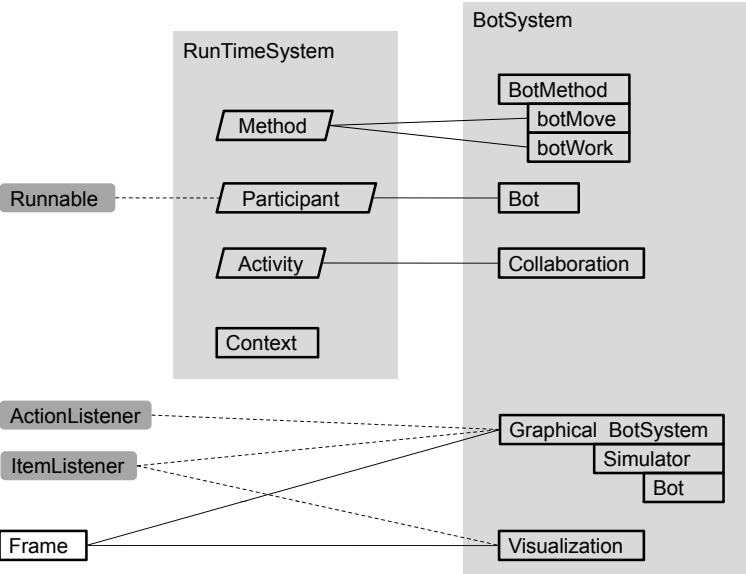 BotSystem
RunTimeSystem
BotMethod
Method
botMove
botWork
Runnable
Participant
Bot
Activity
Collaboration
Context
ActionListener
Graphical BotSystem
ItemListener
Simulator
Bot
Frame
Visualization